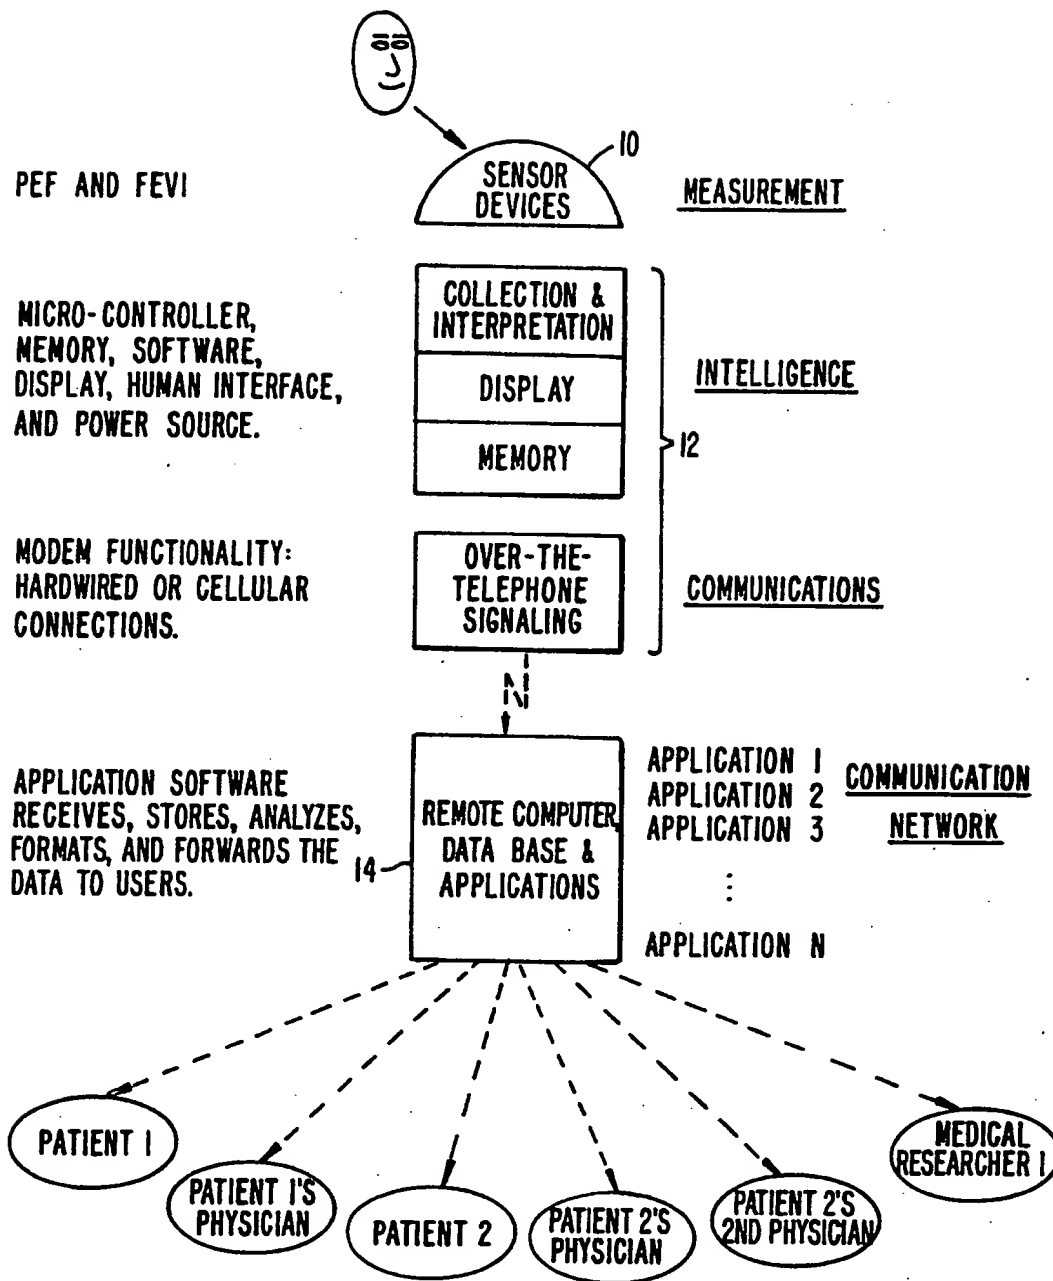 10
PEF AND FEVI
SENSOR
DEVICES
MEASUREMENT
COLLECTION &
INTERPRETATION
MICRO-CONTROLLER,
MEMORY, SOFTWARE,
DISPLAY, HUMAN INTERFACE,
AND POWER SOURCE.
DISPLAY
INTELLIGENCE
MEMORY
12
MODEM FUNCTIONALITY:
HARDWIRED OR CELLULAR
CONNECTIONS.
OVER-THE-
TELEPHONE
SIGNALING
COMMUNICATIONS
APPLICATION SOFTWARE
RECEIVES, STORES, ANALYZES,
FORMATS, AND FORWARDS THE
DATA TO USERS.
14
REMOTE COMPUTER,
DATA BASE &
APPLICATIONS
APPLICATION 1
APPLICATION 2
APPLICATION 3
⋮
APPLICATION N
COMMUNICATION
NETWORK
PATIENT 1
PATIENT 1'S
PHYSICIAN
PATIENT 2
PATIENT 2'S
PHYSICIAN
PATIENT 2'S
2ND PHYSICIAN
MEDICAL
RESEARCHER 1